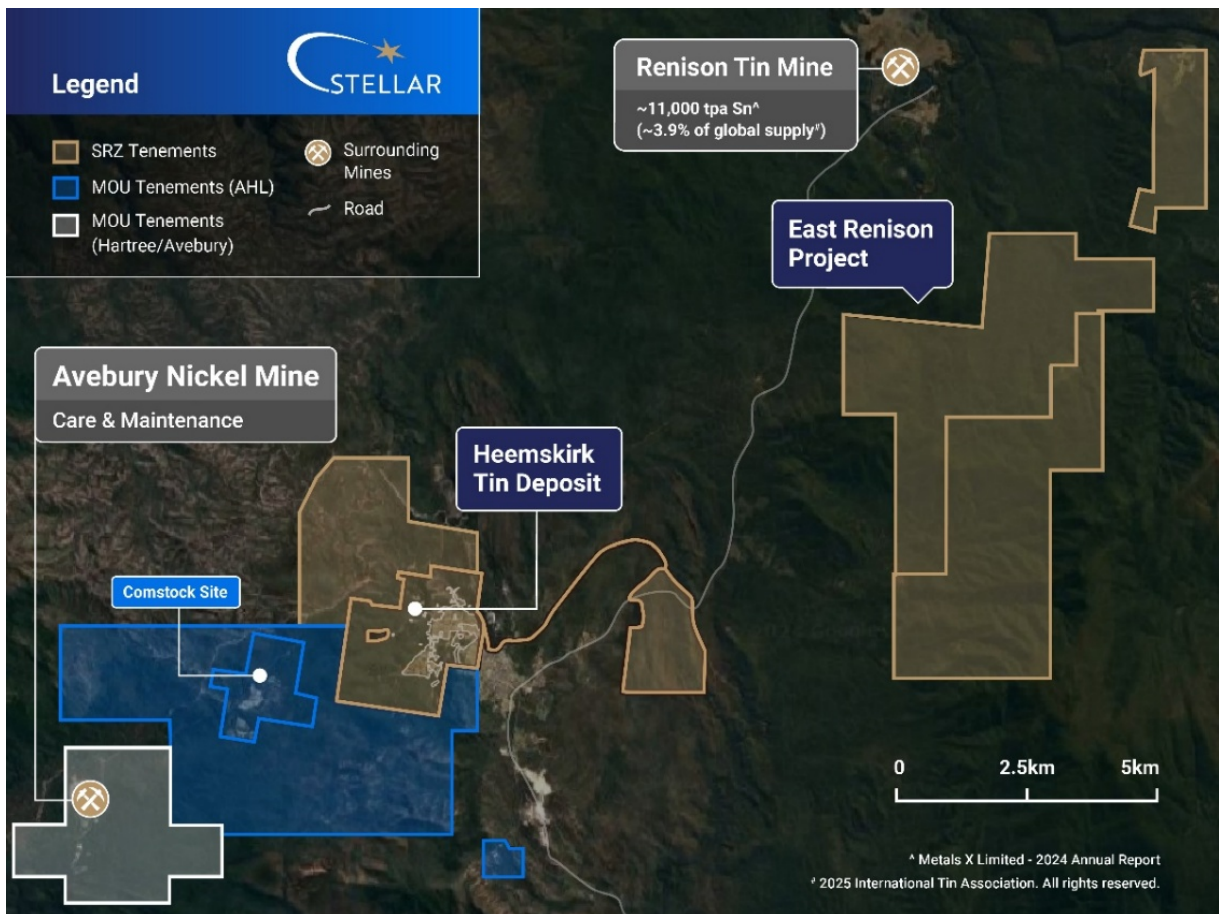 Legend
STELLAR
SRZ Tenements
MOU Tenements (AHL)
MOU Tenements
(Hartree/Avebury)
Surrounding
Mines
Road
Renison Tin Mine
~11,000 tpa Sn^
(~3.9% of global supply#)
East Renison
Project
Avebury Nickel Mine
Care & Maintenance
Heemskirk
Tin Deposit
Comstock Site
0 2.5km 5km
^ Metals X Limited - 2024 Annual Report
# 2025 International Tin Association. All rights reserved.